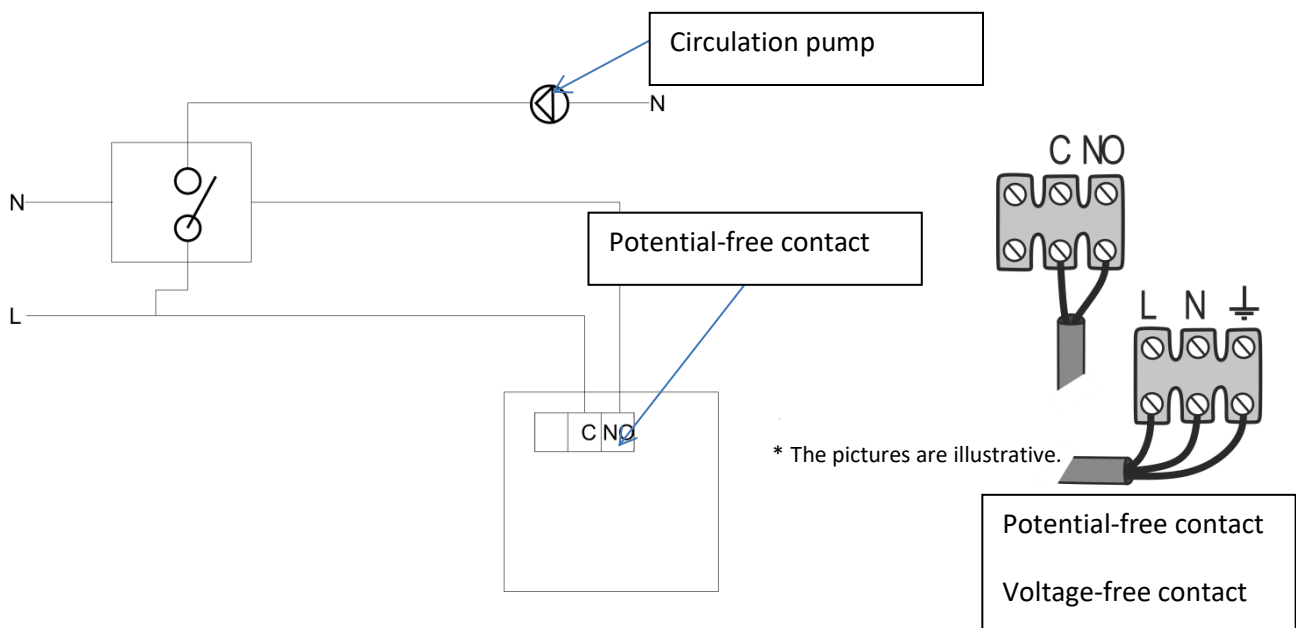 Circulation pump
N
C NO
N
Potential-free contact
L N
L
C NO
* The pictures are illustrative.
Potential-free contact
Voltage-free contact